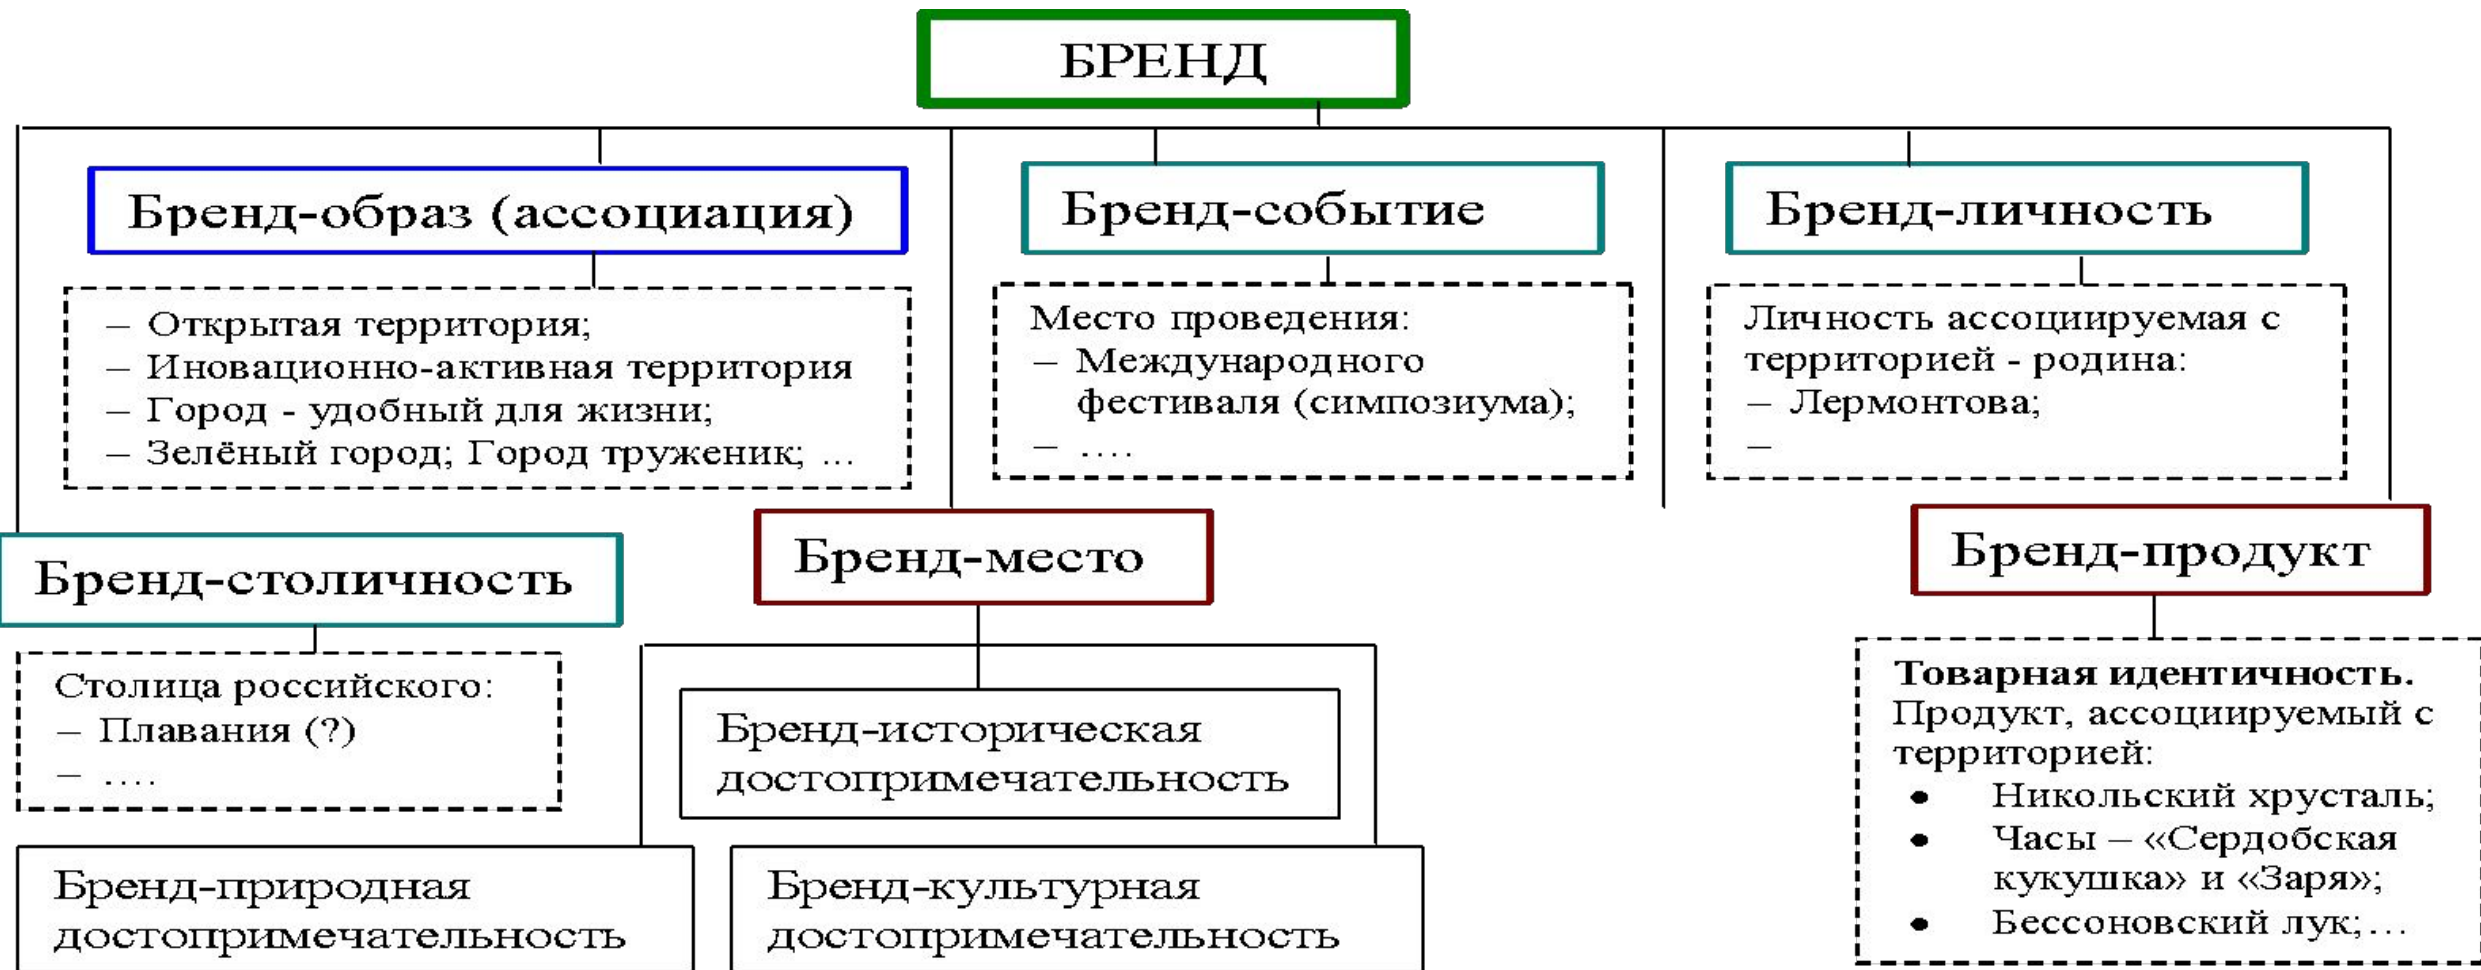 БРЕНД
Бренд-образ (ассоциация)
– Открытая территория;
– Иновационно-активная территория
– Город - удобный для жизни;
– Зелёный город; Город труженик; ...
Бренд-событие
Место проведения:
– Международного
фестиваля (симпозиума);
– ....
Бренд-личность
Личность ассоциируемая с
территорией - родина:
– Лермонтова;
–
Бренд-столичность
Столица российского:
– Плавания (?)
– ....
Бренд-место
Бренд-историческая
достопримечательность
Бренд-природная
достопримечательность
Бренд-культурная
достопримечательность
Бренд-продукт
Товарная идентичность.
Продукт, ассоциируемый с
территорией:
• Никольский хрусталь;
• Часы – «Сердобская
кукушка» и «Заря»;
• Бессоновский лук;...